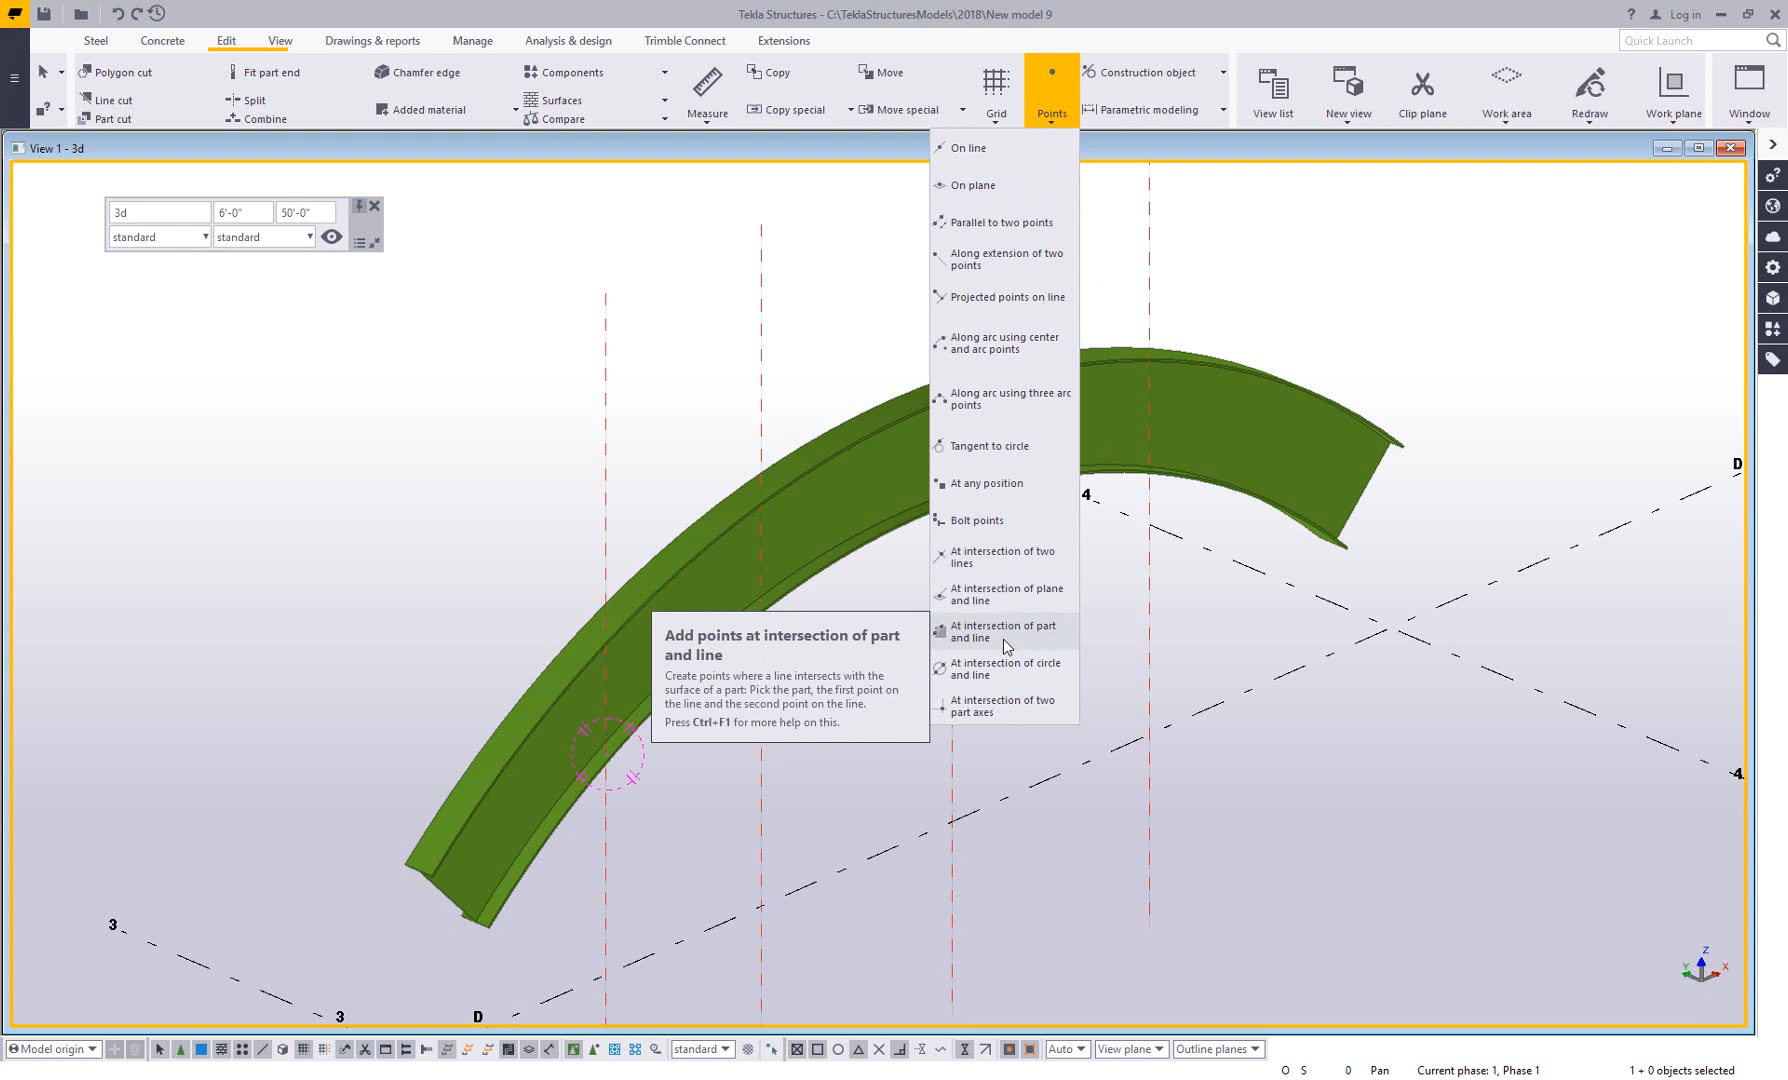 Tekla Structures - C:\TeklaStructuresModels\2018\New model 9
? Log in
Steel Concrete Edit View Drawings & reports Manage Analysis & design Trimble Connect Extensions
Quick Launch
Polygon cut
Line cut
Part cut
Fit part end
Split
Combine
Chamfer edge
Added material
Components
Surfaces
Compare
Measure
Copy
Copy special
Move
Move special
Grid
Points
Construction object
Parametric modeling
View list
New view
Clip plane
Work area
Redraw
Work plane
Window
View 1 - 3d
3d 6'-0" 50'-0"
standard standard
On line
On plane
Parallel to two points
Along extension of two
points
Projected points on line
Along arc using center
and arc points
Along arc using three arc
points
Tangent to circle
At any position
Bolt points
At intersection of two
lines
At intersection of plane
and line
At intersection of part
and line
At intersection of circle
and line
At intersection of two
part axes
Add points at intersection of part
and line
Create points where a line intersects with the
surface of a part: Pick the part, the first point on
the line and the second point on the line.
Press Ctrl+F1 for more help on this.
D
4
4
3
3
D
Z
Y X
Model origin standard Auto View plane Outline planes
O S 0 Pan Current phase: 1, Phase 1 1 + 0 objects selected